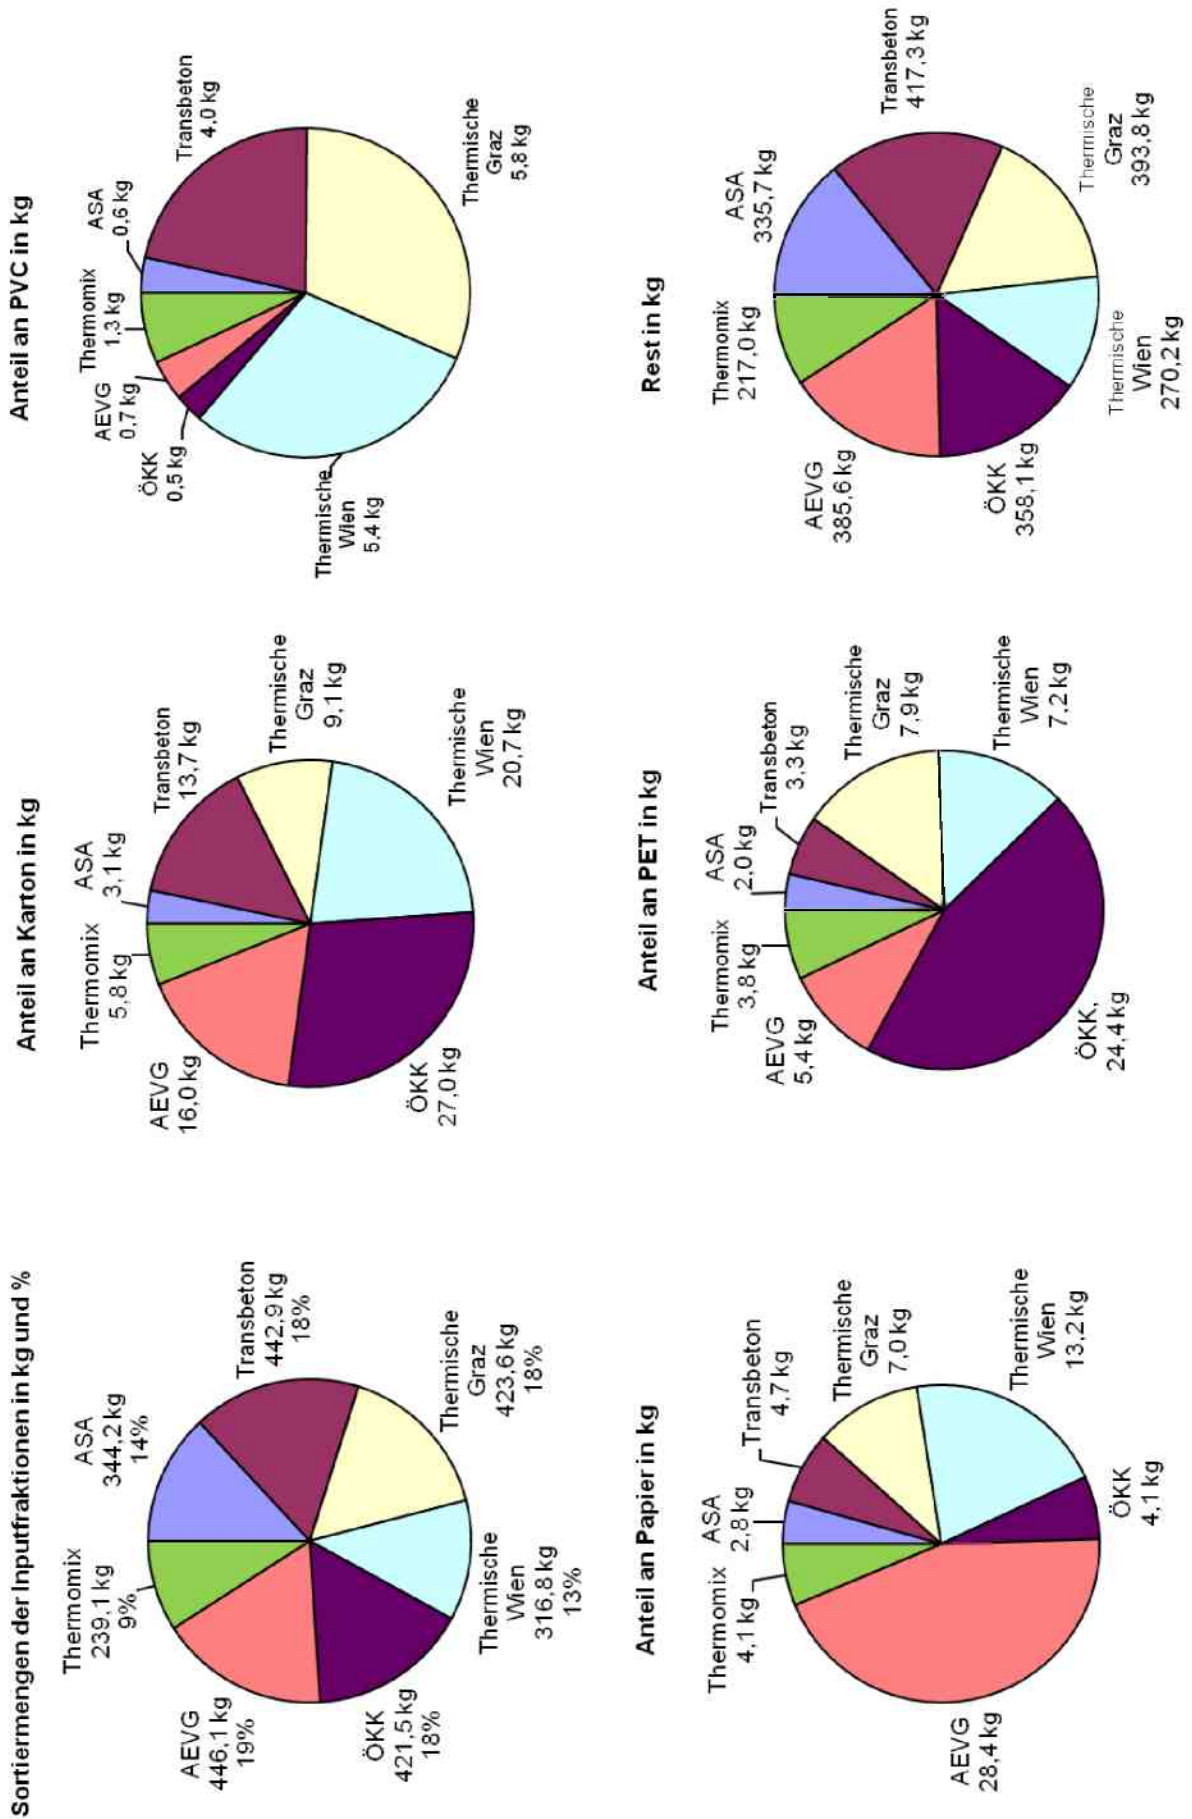 Sortiermengen der Inputfraktionen in kg und %
Thermomix
239,1 kg
9%
ASA
344,2 kg
14%
Transbeton
442,9 kg
18%
Thermische
Graz
423,6 kg
18%
Thermische
Wien
316,8 kg
13%
ÖKK
421,5 kg
18%
AEVG
446,1 kg
19%
Anteil an Karton in kg
Thermomix
5,8 kg
ASA
3,1 kg
Transbeton
13,7 kg
Thermische
Graz
9,1 kg
Thermische
Wien
20,7 kg
ÖKK
27,0 kg
AEVG
16,0 kg
Anteil an PVC in kg
Thermomix
1,3 kg
ASA
0,6 kg
Transbeton
4,0 kg
Thermische
Graz
5,8 kg
Thermische
Wien
5,4 kg
ÖKK
0,5 kg
AEVG
0,7 kg
Anteil an Papier in kg
Thermomix
4,1 kg
ASA
2,8 kg
Transbeton
4,7 kg
Thermische
Graz
7,0 kg
Thermische
Wien
13,2 kg
ÖKK
4,1 kg
AEVG
28,4 kg
Anteil an PET in kg
Thermomix
3,8 kg
ASA
2,0 kg
Transbeton
3,3 kg
Thermische
Graz
7,9 kg
Thermische
Wien
7,2 kg
ÖKK,
24,4 kg
AEVG
5,4 kg
Rest in kg
Thermomix
217,0 kg
ASA
335,7 kg
Transbeton
417,3 kg
Thermische
Graz
393,8 kg
Thermische
Wien
270,2 kg
ÖKK
358,1 kg
AEVG
385,6 kg